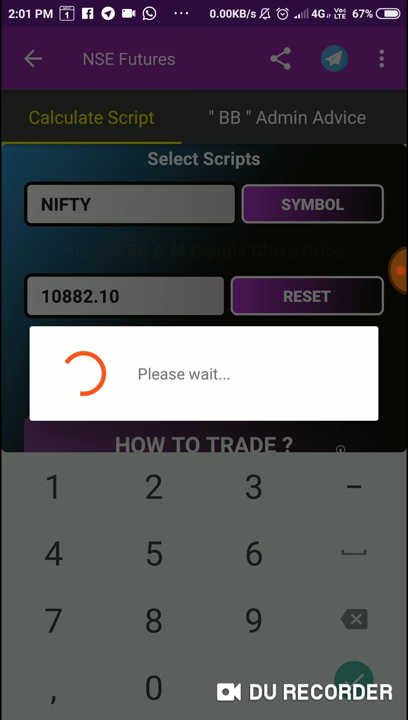 2:01 PM ... 0.00KB/s 4G VoLTE 67%
NSE Futures
Calculate Script " BB " Admin Advice
Select Scripts
NIFTY SYMBOL
10882.10 RESET
Please wait...
HOW TO TRADE ?
1 2 3 -
4 5 6
7 8 9
, 0
DU RECORDER